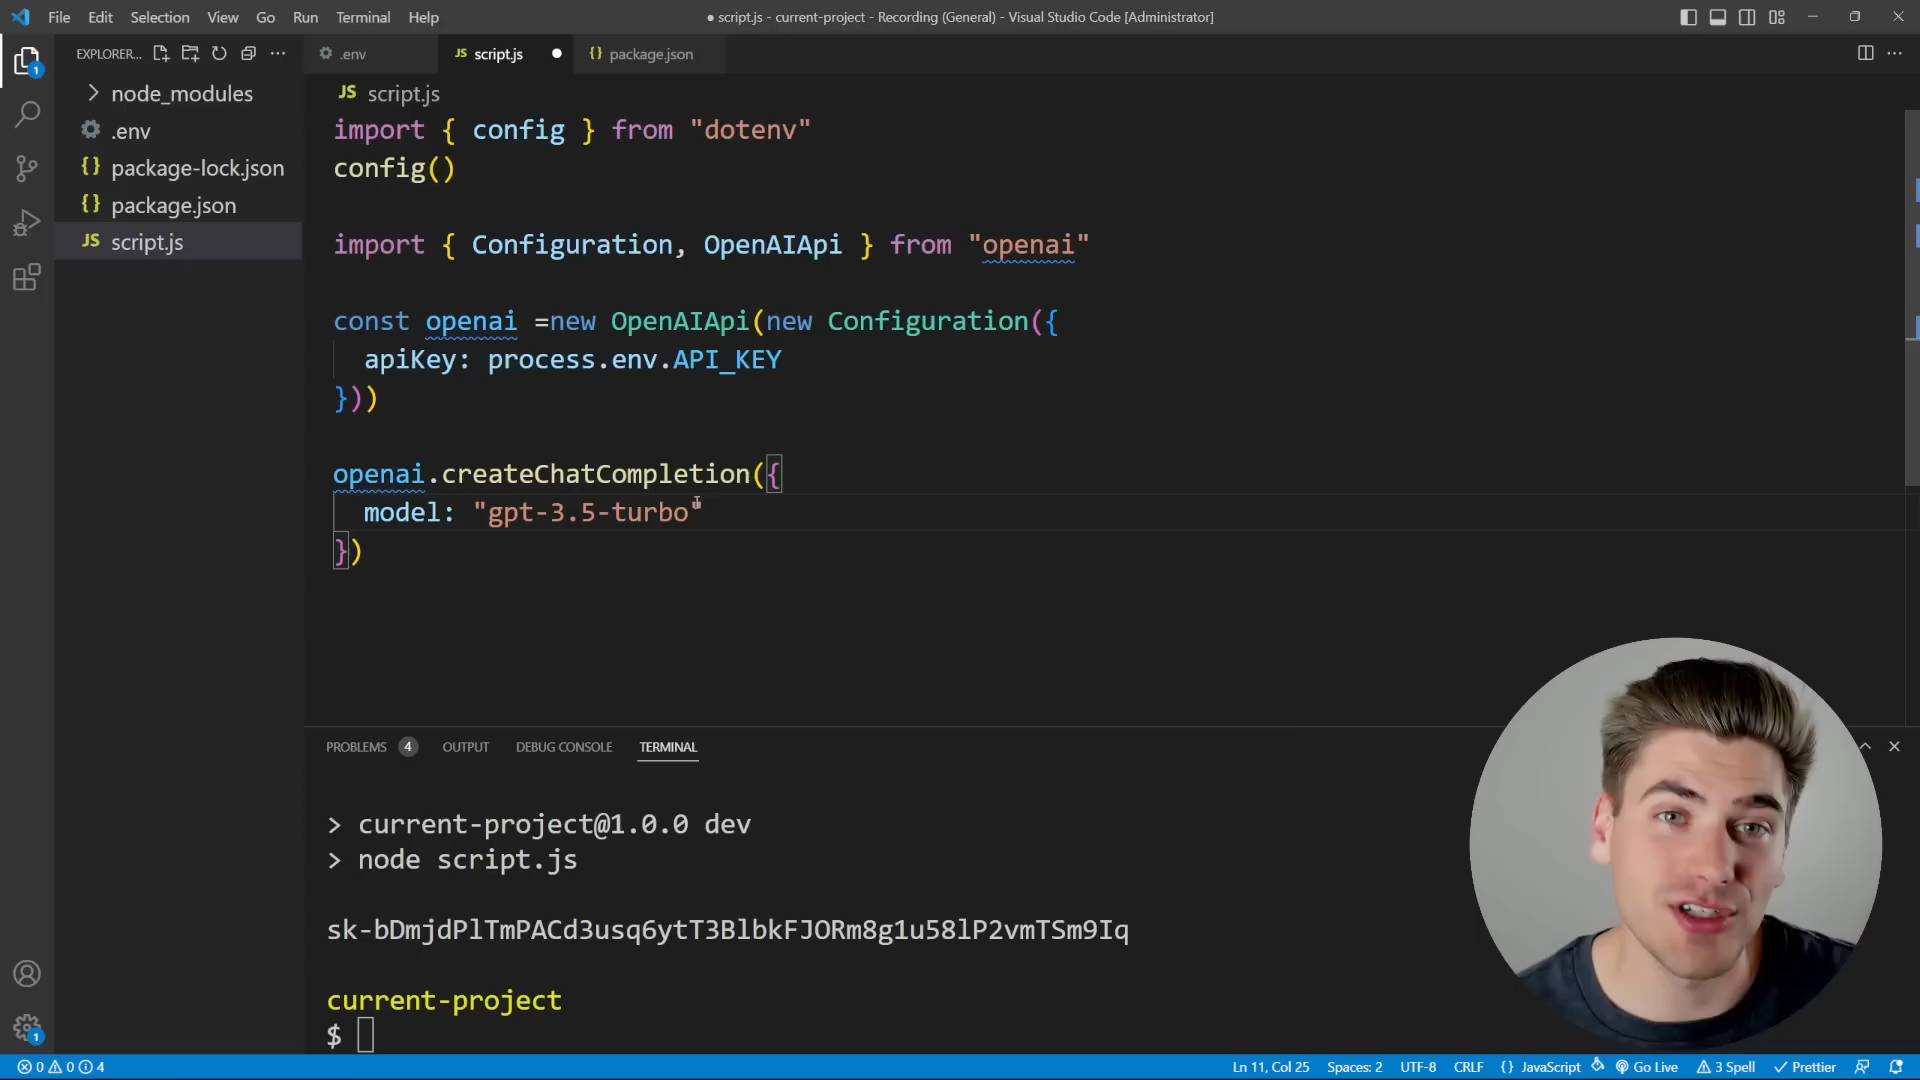 File Edit Selection View Go Run Terminal Help
● script.js - current-project - Recording (General) - Visual Studio Code [Administrator]
EXPLORER...
.env
JS script.js
{} package.json
node_modules
.env
{} package-lock.json
{} package.json
JS script.js
JS script.js
import { config } from "dotenv"
config()
import { Configuration, OpenAIApi } from "openai"
const openai =new OpenAIApi(new Configuration({
apiKey: process.env.API_KEY
}))
openai.createChatCompletion({
model: "gpt-3.5-turbo"
})
PROBLEMS 4 OUTPUT DEBUG CONSOLE TERMINAL
> current-project@1.0.0 dev
> node script.js
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
current-project
$
1
1
0 0 4
Ln 11, Col 25 Spaces: 2 UTF-8 CRLF {} JavaScript Go Live 3 Spell Prettier